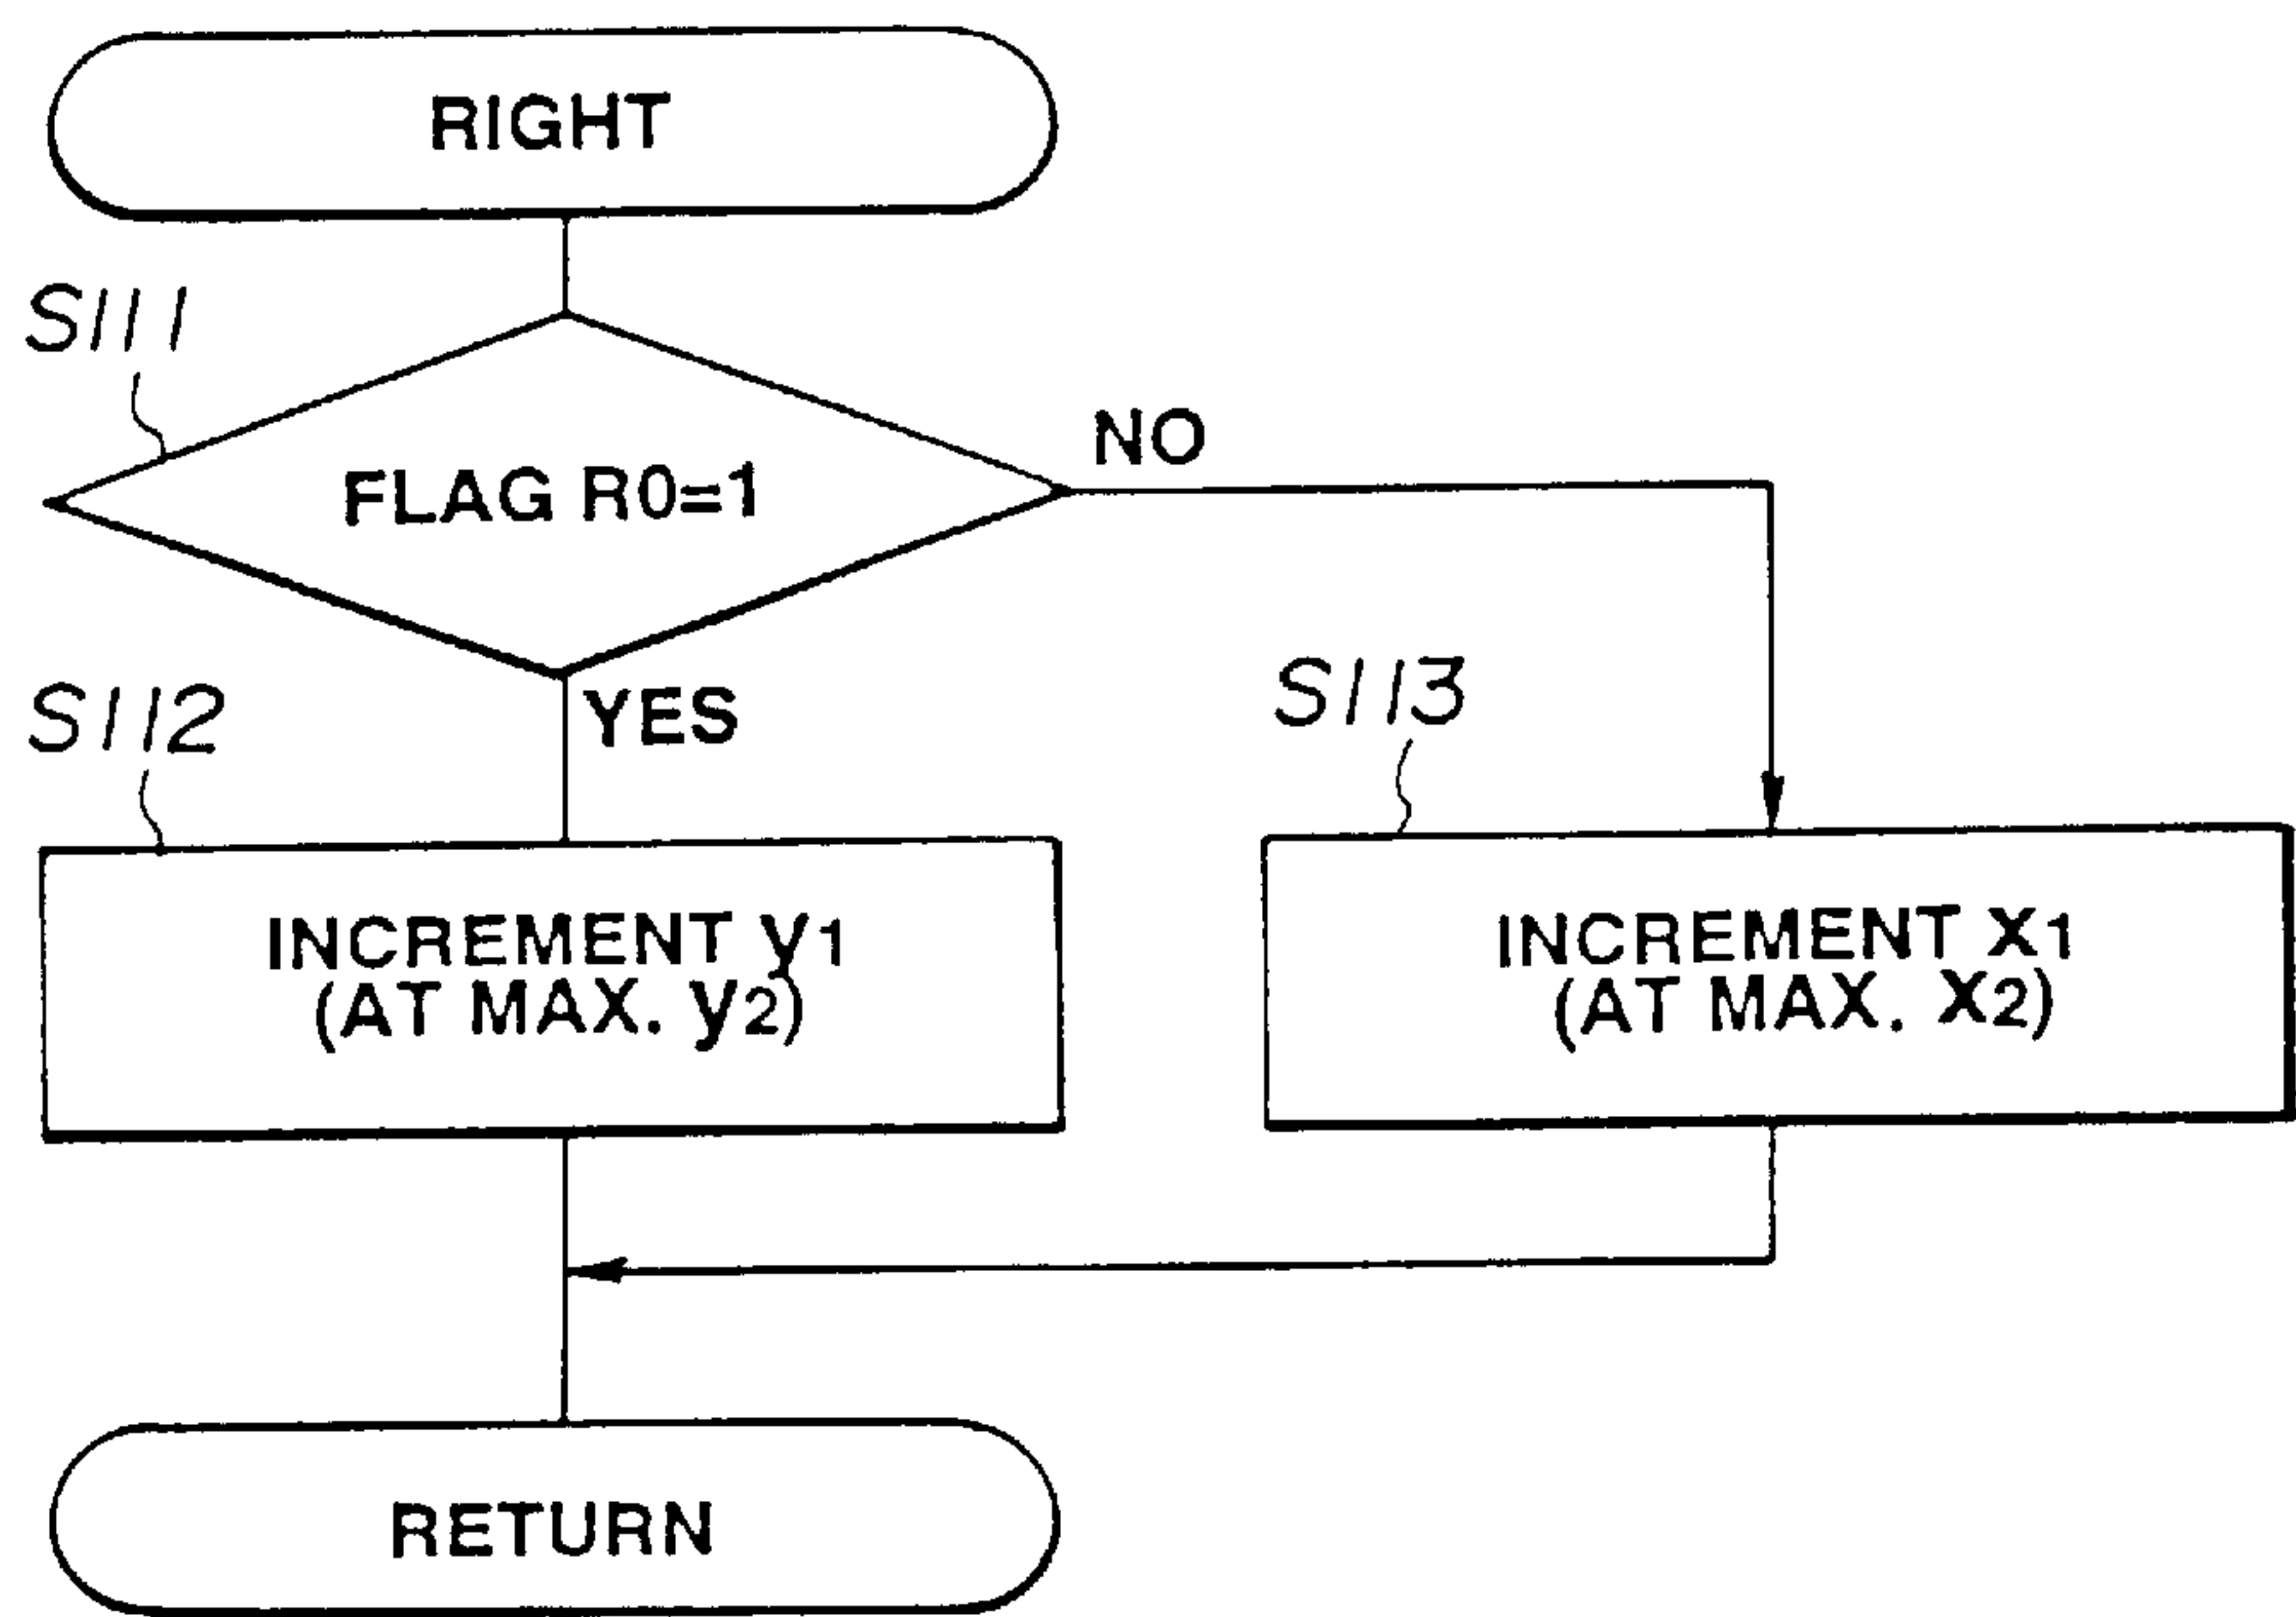 RIGHT
S111
FLAG R0=1
NO
YES
S112
S113
INCREMENT y1
(AT MAX. y2)
INCREMENT x1
(AT MAX. x2)
RETURN